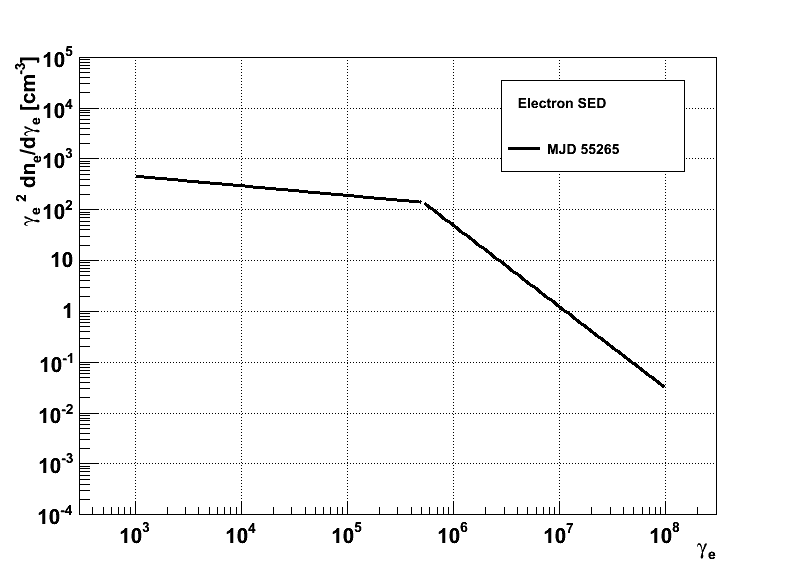 γe² dne/dγe [cm⁻³]
10⁵
10⁴
10³
10²
10
1
10⁻¹
10⁻²
10⁻³
10⁻⁴
Electron SED
MJD 55265
10³ 10⁴ 10⁵ 10⁶ 10⁷ 10⁸
γe